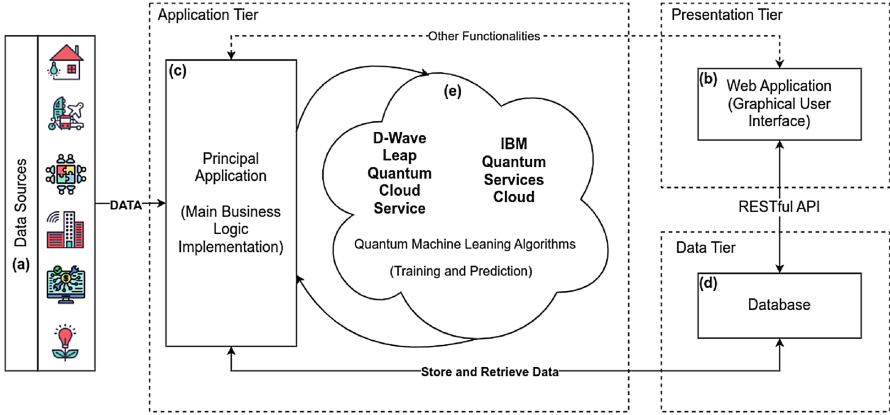 Application Tier
Presentation Tier
Other Functionalities
(c)
(e)
(b)
Web Application
(Graphical User
Interface)
D-Wave
Leap
Quantum
Cloud
Service
IBM
Quantum
Services
Cloud
Principal
Application
(Main Business
Logic
Implementation)
Data Sources
(a)
DATA
Quantum Machine Leaning Algorithms
(Training and Prediction)
RESTful API
Data Tier
(d)
Database
Store and Retrieve Data